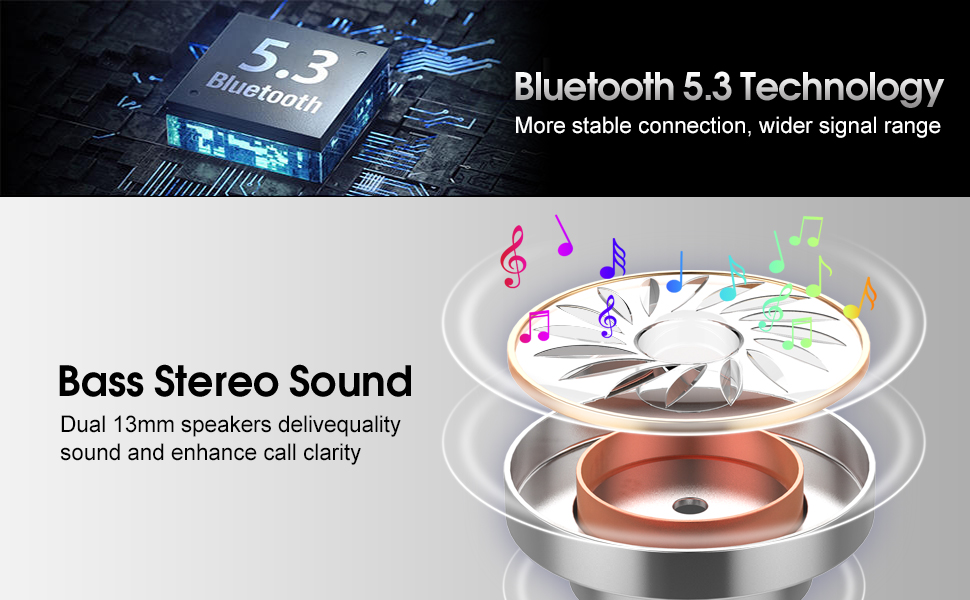 5.3
Bluetooth
Bluetooth 5.3 Technology
More stable connection, wider signal range
Bass Stereo Sound
Dual 13mm speakers delivequality
sound and enhance call clarity